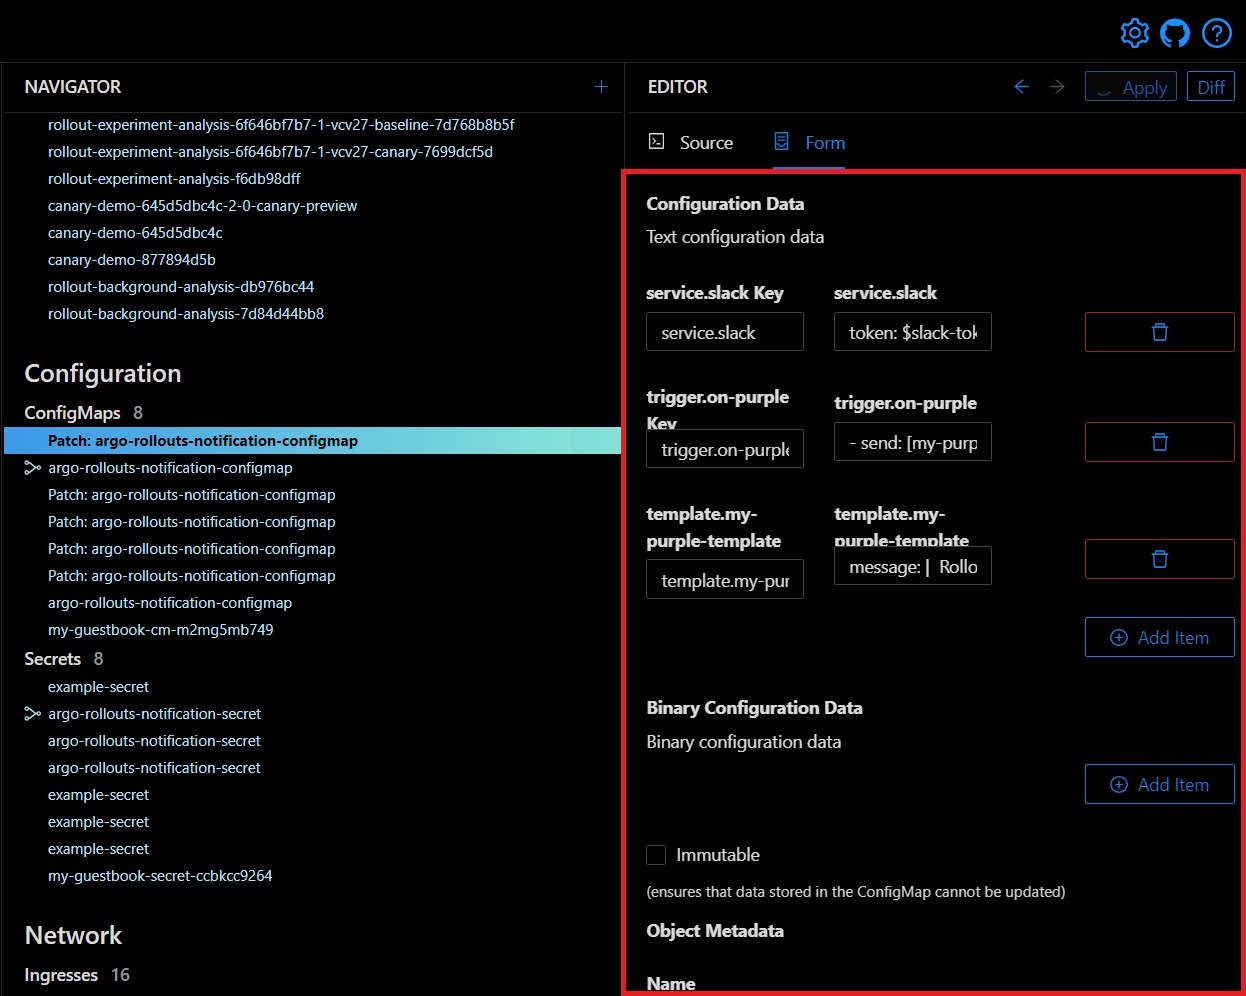 NAVIGATOR
rollout-experiment-analysis-6f646bf7b7-1-vcv27-baseline-7d768b8b5f
rollout-experiment-analysis-6f646bf7b7-1-vcv27-canary-7699dcf5d
rollout-experiment-analysis-f6db98dff
canary-demo-645d5dbc4c-2-0-canary-preview
canary-demo-645d5dbc4c
canary-demo-877894d5b
rollout-background-analysis-db976bc44
rollout-background-analysis-7d84d44bb8
Configuration
ConfigMaps 8
Patch: argo-rollouts-notification-configmap
argo-rollouts-notification-configmap
Patch: argo-rollouts-notification-configmap
Patch: argo-rollouts-notification-configmap
Patch: argo-rollouts-notification-configmap
Patch: argo-rollouts-notification-configmap
argo-rollouts-notification-configmap
my-guestbook-cm-m2mg5mb749
Secrets 8
example-secret
argo-rollouts-notification-secret
argo-rollouts-notification-secret
argo-rollouts-notification-secret
example-secret
example-secret
example-secret
my-guestbook-secret-ccbkcc9264
Network
Ingresses 16
EDITOR
Apply
Diff
Source
Form
Configuration Data
Text configuration data
service.slack Key
service.slack
service.slack
token: $slack-tok
trigger.on-purple
Key
trigger.on-purple
trigger.on-purple
- send: [my-purp
template.my-
purple-template
template.my-pur
template.my-
purple-template
message: | Rollo
Add Item
Binary Configuration Data
Binary configuration data
Add Item
Immutable
(ensures that data stored in the ConfigMap cannot be updated)
Object Metadata
Name